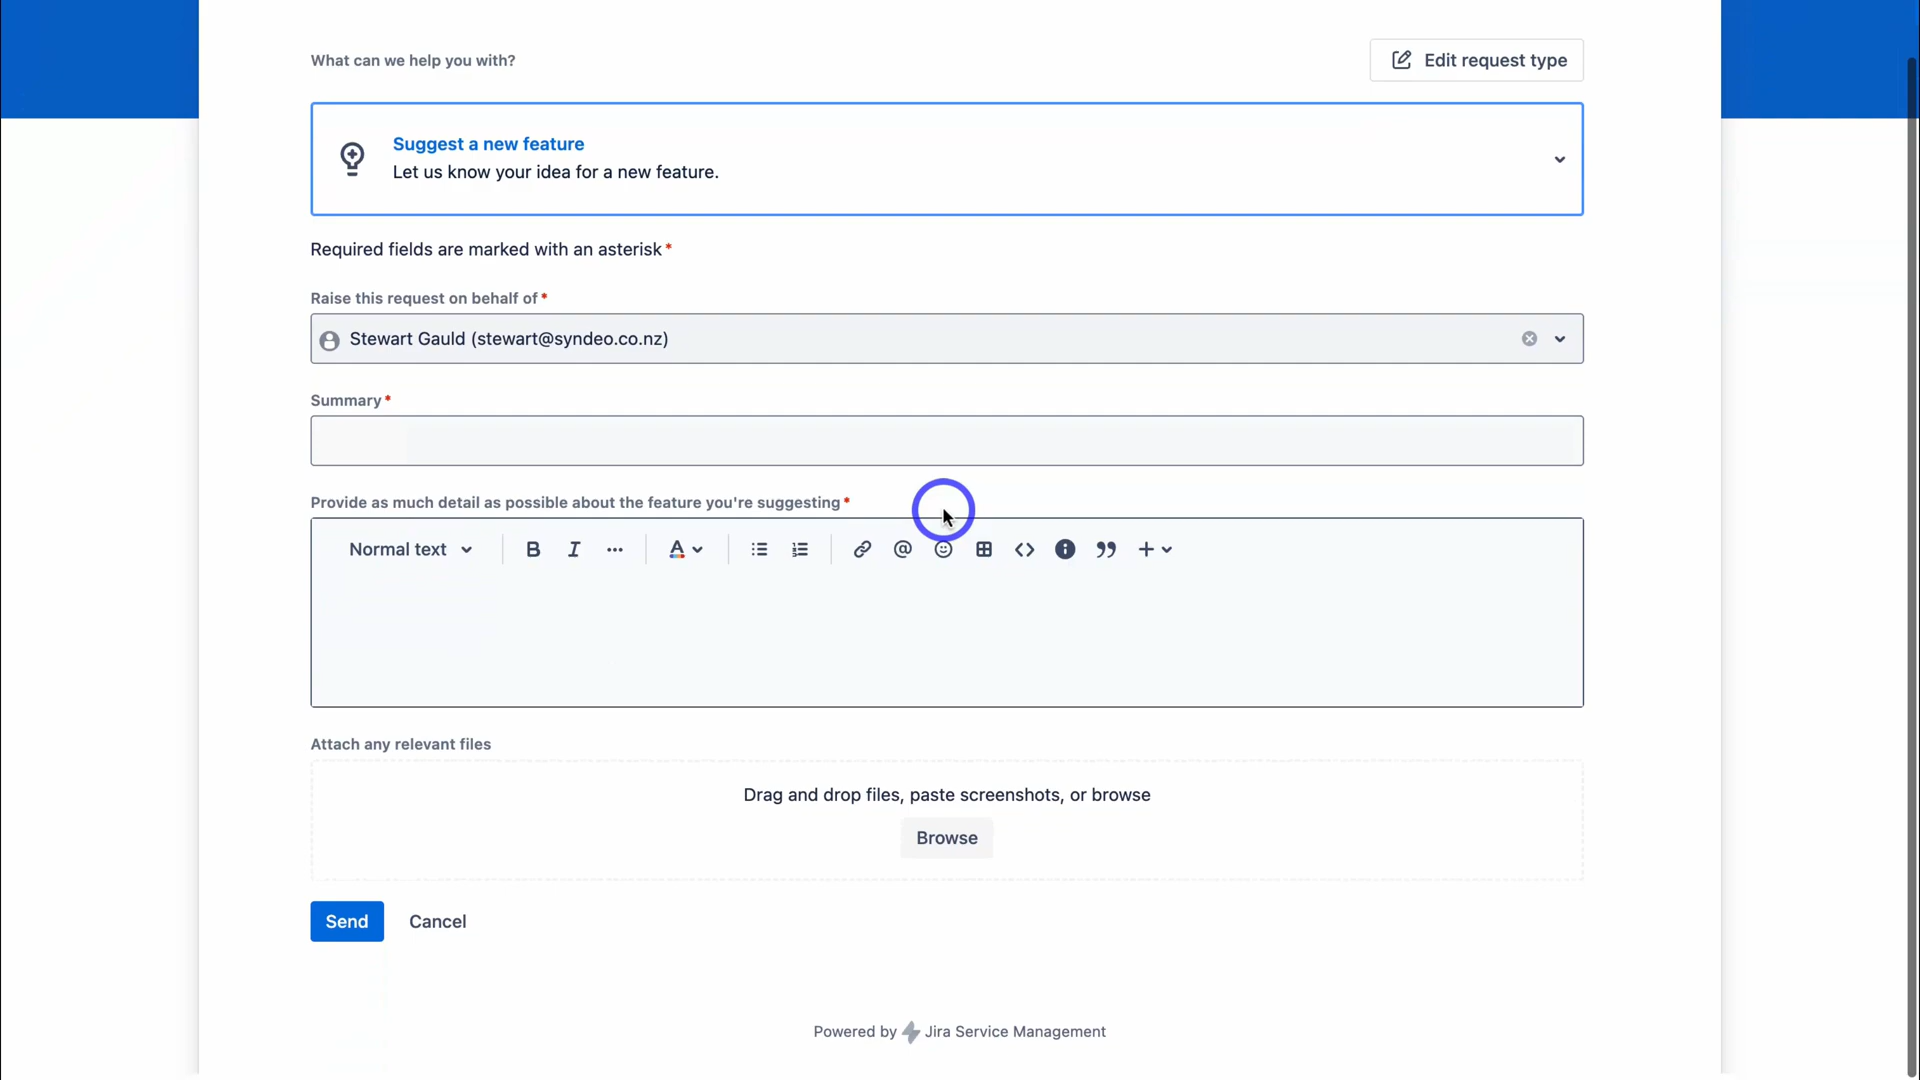 What can we help you with?
Edit request type
Suggest a new feature
Let us know your idea for a new feature.
Required fields are marked with an asterisk *
Raise this request on behalf of *
Stewart Gauld (stewart@syndeo.co.nz)
Summary *
Provide as much detail as possible about the feature you're suggesting *
Normal text
Attach any relevant files
Drag and drop files, paste screenshots, or browse
Browse
Send Cancel
Powered by Jira Service Management